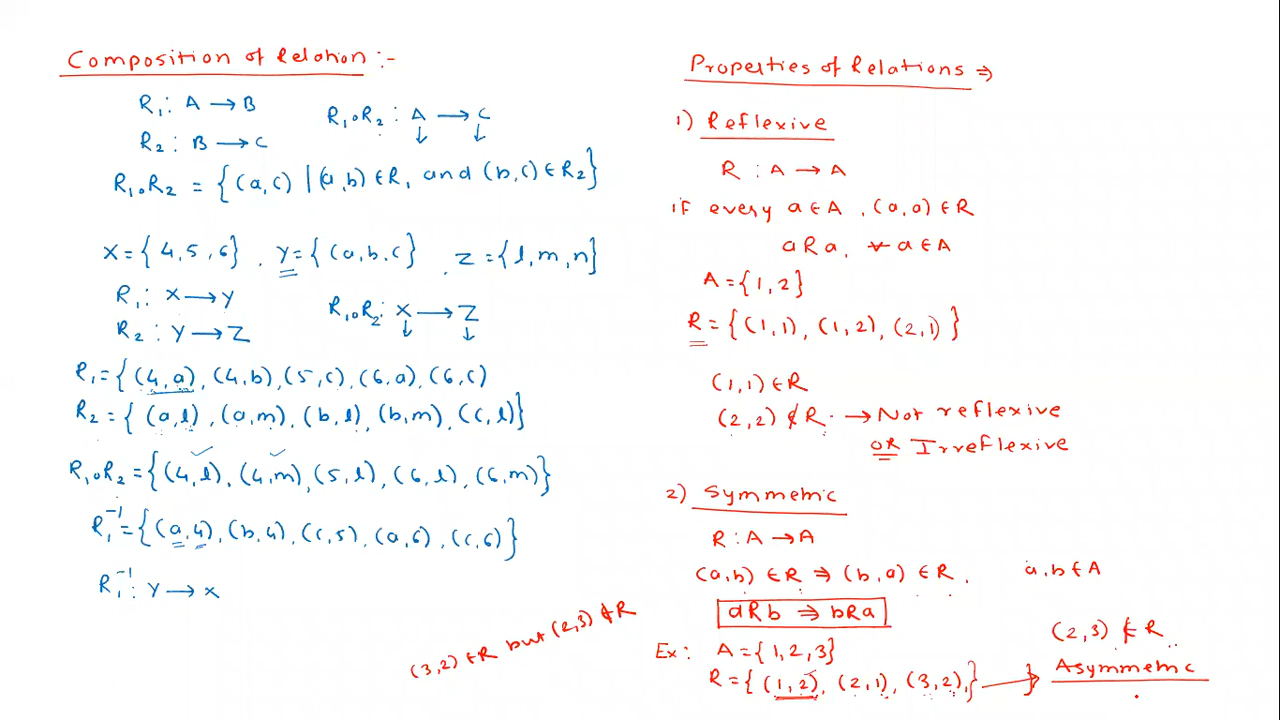 Composition of Relation :-
R₁ : A → B
R₂ : B → C
R₁∘R₂ : A → C
R₁∘R₂ = {(a,c) | (a,b) ∈ R₁ and (b,c) ∈ R₂}
X = {4,5,6} , Y = {(a,b,c} , Z = {l,m,n}
R₁ : X → Y
R₂ : Y → Z
R₁∘R₂ : X → Z
R₁ = {(4,a), (4,b), (5,c), (6,a), (6,c)
R₂ = { (a,l), (a,m), (b,l), (b,m), (c,l)}
R₁∘R₂ = {(4,l), (4,m), (5,l), (6,l), (6,m)}
R₁⁻¹ = {(a,4), (b,4), (c,5), (a,6), (c,6)}
R₁⁻¹ : Y → X
(3,2) ∈ R but (2,3) ∉ R
Properties of Relations ⇒
1) Reflexive
R : A → A
if every a ∈ A , (a,a) ∈ R
aRa, ∀ a ∈ A
A = {1,2}
R = {(1,1), (1,2), (2,1)}
(1,1) ∈ R
(2,2) ∉ R → Not reflexive
OR Irreflexive
2) Symmetric
R : A → A
(a,b) ∈ R ⇒ (b,a) ∈ R , a,b ∈ A
aRb ⇒ bRa
Ex : A = {1,2,3}
R = {(1,2), (2,1), (3,2),}
(2,3) ∉ R
Asymmetric